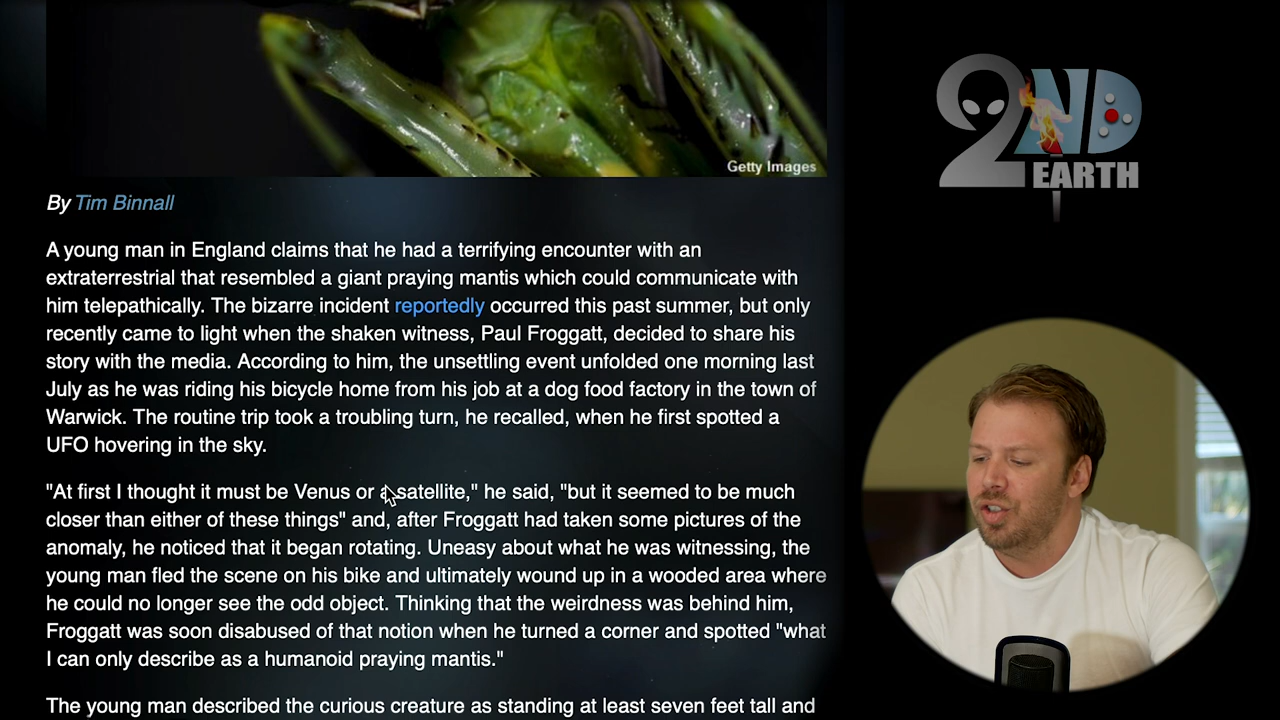 Getty Images
2ND
EARTH
By Tim Binnall
A young man in England claims that he had a terrifying encounter with an
extraterrestrial that resembled a giant praying mantis which could communicate with
him telepathically. The bizarre incident reportedly occurred this past summer, but only
recently came to light when the shaken witness, Paul Froggatt, decided to share his
story with the media. According to him, the unsettling event unfolded one morning last
July as he was riding his bicycle home from his job at a dog food factory in the town of
Warwick. The routine trip took a troubling turn, he recalled, when he first spotted a
UFO hovering in the sky.
"At first I thought it must be Venus or a satellite," he said, "but it seemed to be much
closer than either of these things" and, after Froggatt had taken some pictures of the
anomaly, he noticed that it began rotating. Uneasy about what he was witnessing, the
young man fled the scene on his bike and ultimately wound up in a wooded area where
he could no longer see the odd object. Thinking that the weirdness was behind him,
Froggatt was soon disabused of that notion when he turned a corner and spotted "what
I can only describe as a humanoid praying mantis."
The young man described the curious creature as standing at least seven feet tall and